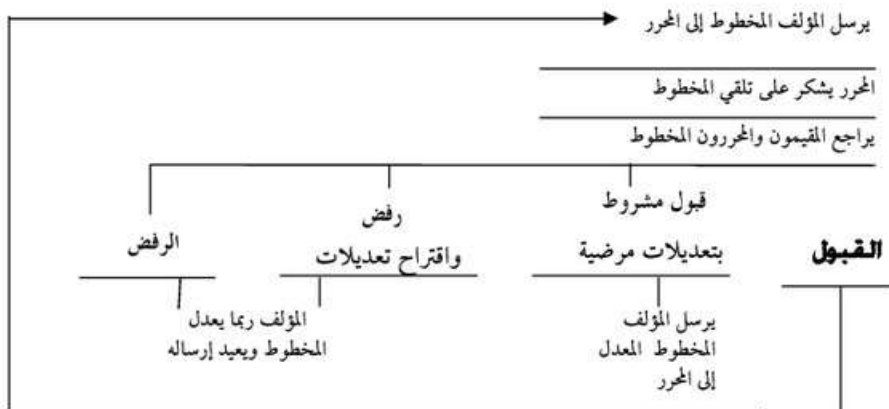 يرسل المؤلف المخطوط إلى المحرر
المحرر يشكر على تلقي المخطوط
يراجع المقيمون والمحررون المخطوط
القبول
قبول مشروط
بتعديلات مرضية
رفض
واقتراح تعديلات
الرفض
يرسل المؤلف
المخطوط المعدل
إلى المحرر
المؤلف ربما يعدل
المخطوط ويعيد إرساله